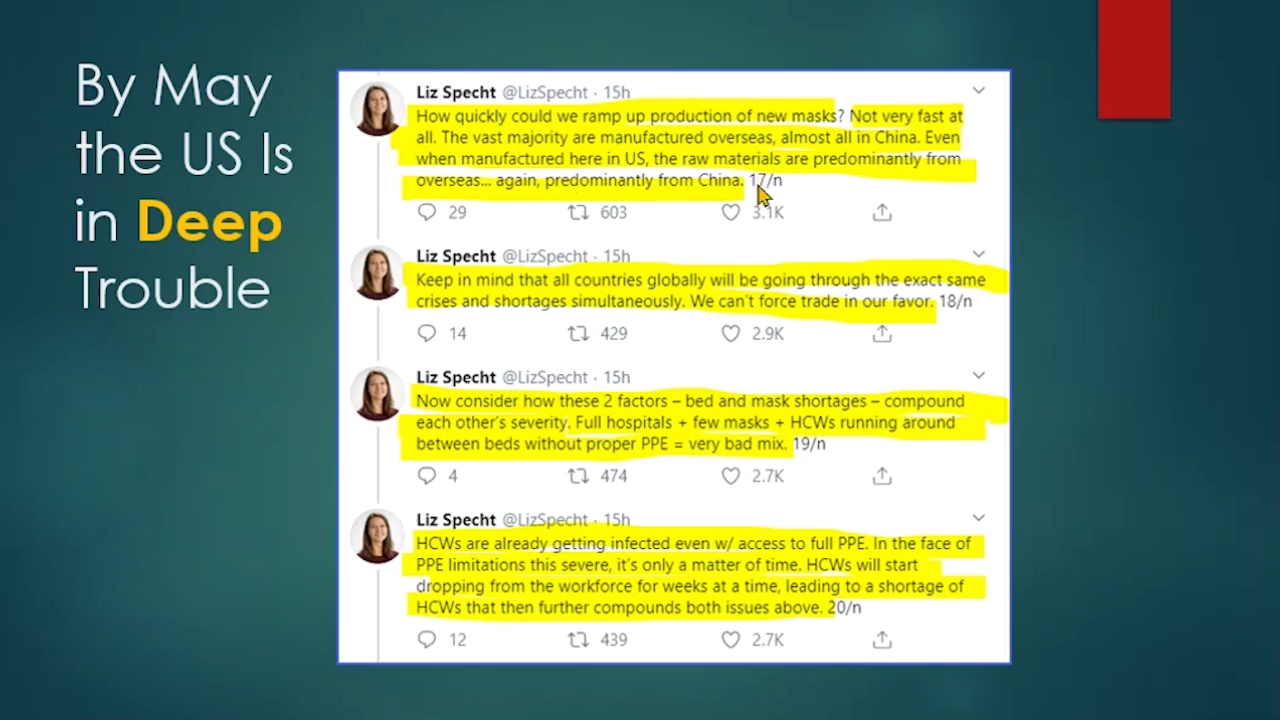 By May
the US Is
in Deep
Trouble
Liz Specht @LizSpecht · 15h
How quickly could we ramp up production of new masks? Not very fast at
all. The vast majority are manufactured overseas, almost all in China. Even
when manufactured here in US, the raw materials are predominantly from
overseas... again, predominantly from China. 17/n
29 603 3.1K
Liz Specht @LizSpecht · 15h
Keep in mind that all countries globally will be going through the exact same
crises and shortages simultaneously. We can't force trade in our favor. 18/n
14 429 2.9K
Liz Specht @LizSpecht · 15h
Now consider how these 2 factors – bed and mask shortages – compound
each other's severity. Full hospitals + few masks + HCWs running around
between beds without proper PPE = very bad mix. 19/n
4 474 2.7K
Liz Specht @LizSpecht · 15h
HCWs are already getting infected even w/ access to full PPE. In the face of
PPE limitations this severe, it's only a matter of time. HCWs will start
dropping from the workforce for weeks at a time, leading to a shortage of
HCWs that then further compounds both issues above. 20/n
12 439 2.7K